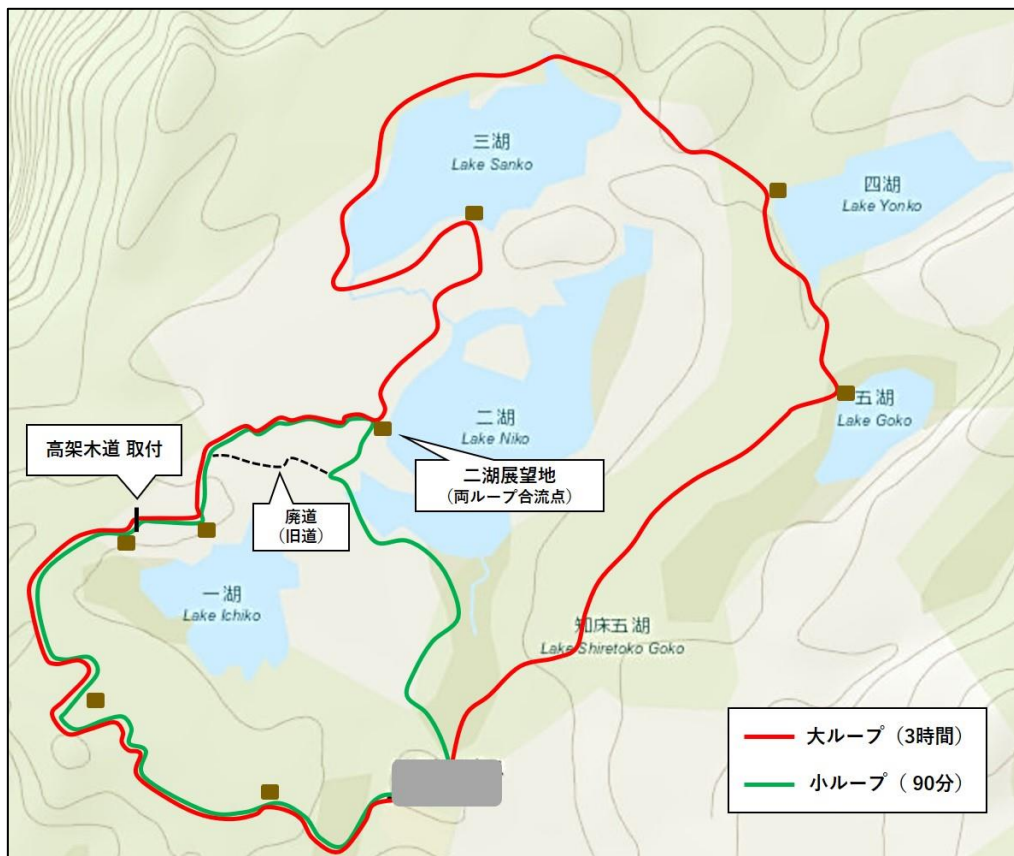 三湖
Lake Sanko
四湖
Lake Yonko
五湖
Lake Goko
二湖
Lake Niko
高架木道 取付
二湖展望地
（両ループ合流点）
廃道
（旧道）
一湖
Lake Ichiko
知床五湖
Lake Shiretoko Goko
大ループ（3時間）
小ループ（ 90分）